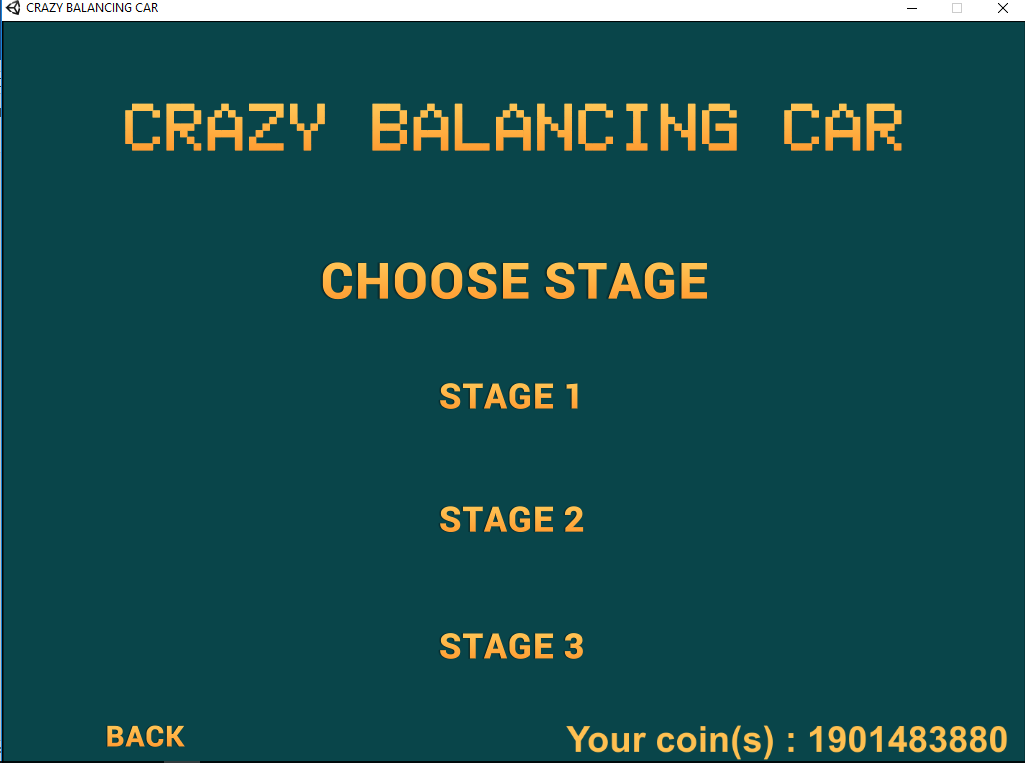 CRAZY BALANCING CAR
CRAZY BALANCING CAR
CHOOSE STAGE
STAGE 1
STAGE 2
STAGE 3
BACK
Your coin(s) : 1901483880